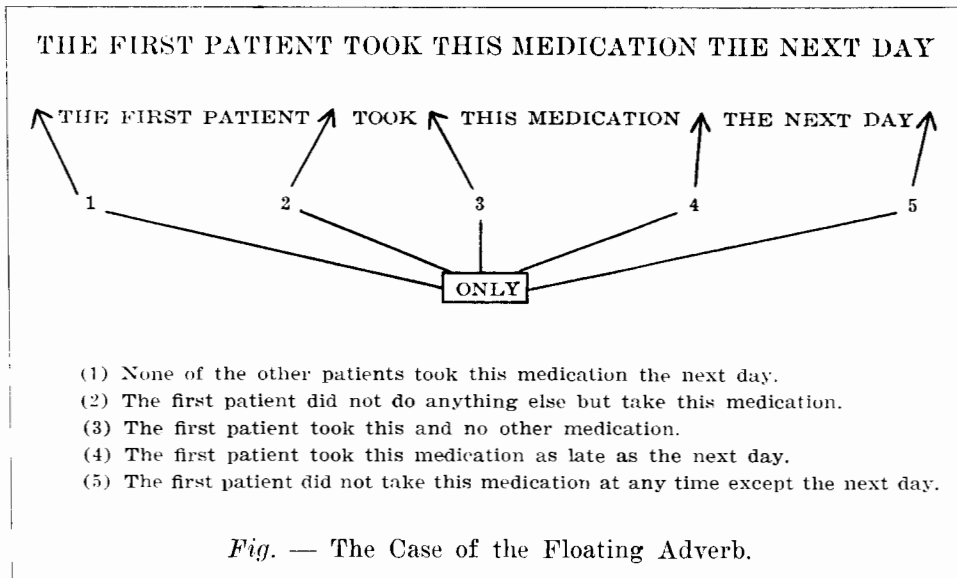 THE FIRST PATIENT TOOK THIS MEDICATION THE NEXT DAY
THE FIRST PATIENT TOOK THIS MEDICATION THE NEXT DAY
1 2 3 4 5
ONLY
(1) None of the other patients took this medication the next day.
(2) The first patient did not do anything else but take this medication.
(3) The first patient took this and no other medication.
(4) The first patient took this medication as late as the next day.
(5) The first patient did not take this medication at any time except the next day.
Fig. — The Case of the Floating Adverb.